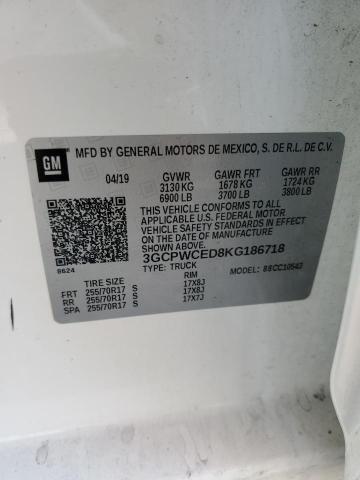 GM
MFD BY GENERAL MOTORS DE MEXICO, S. DE R.L. DE C.V.
04/19 GVWR GAWR FRT GAWR RR
3130 KG 1678 KG 1724 KG
6900 LB 3700 LB 3800 LB
THIS VEHICLE CONFORMS TO ALL
APPLICABLE U.S. FEDERAL MOTOR
VEHICLE SAFETY STANDARDS IN
EFFECT ON THE DATE OF MANUFACTURE
SHOWN ABOVE.
3GCPWCED8KG186718
8624 TYPE: TRUCK MODEL:
TIRE SIZE RIM
FRT 255/70R17 S 17X8J
RR 255/70R17 S 17X8J
SPA 255/70R17 S 17X7J